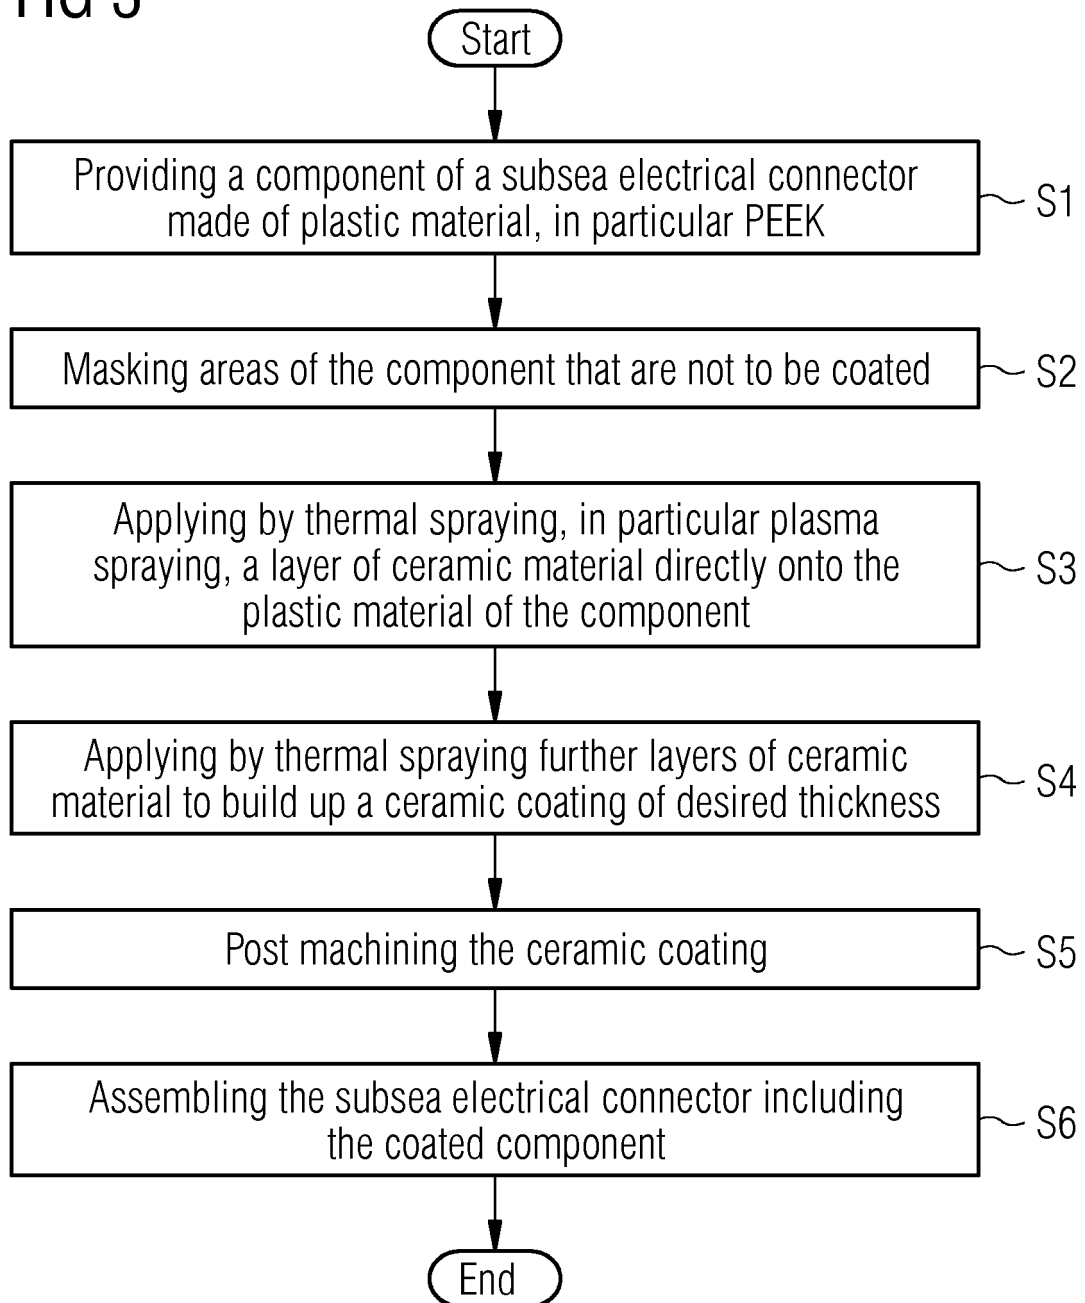 FIG
Start
Providing a component of a subsea electrical connector
made of plastic material, in particular PEEK
S1
Masking areas of the component that are not to be coated
S2
Applying by thermal spraying, in particular plasma
spraying, a layer of ceramic material directly onto the
plastic material of the component
S3
Applying by thermal spraying further layers of ceramic
material to build up a ceramic coating of desired thickness
S4
Post machining the ceramic coating
S5
Assembling the subsea electrical connector including
the coated component
S6
End